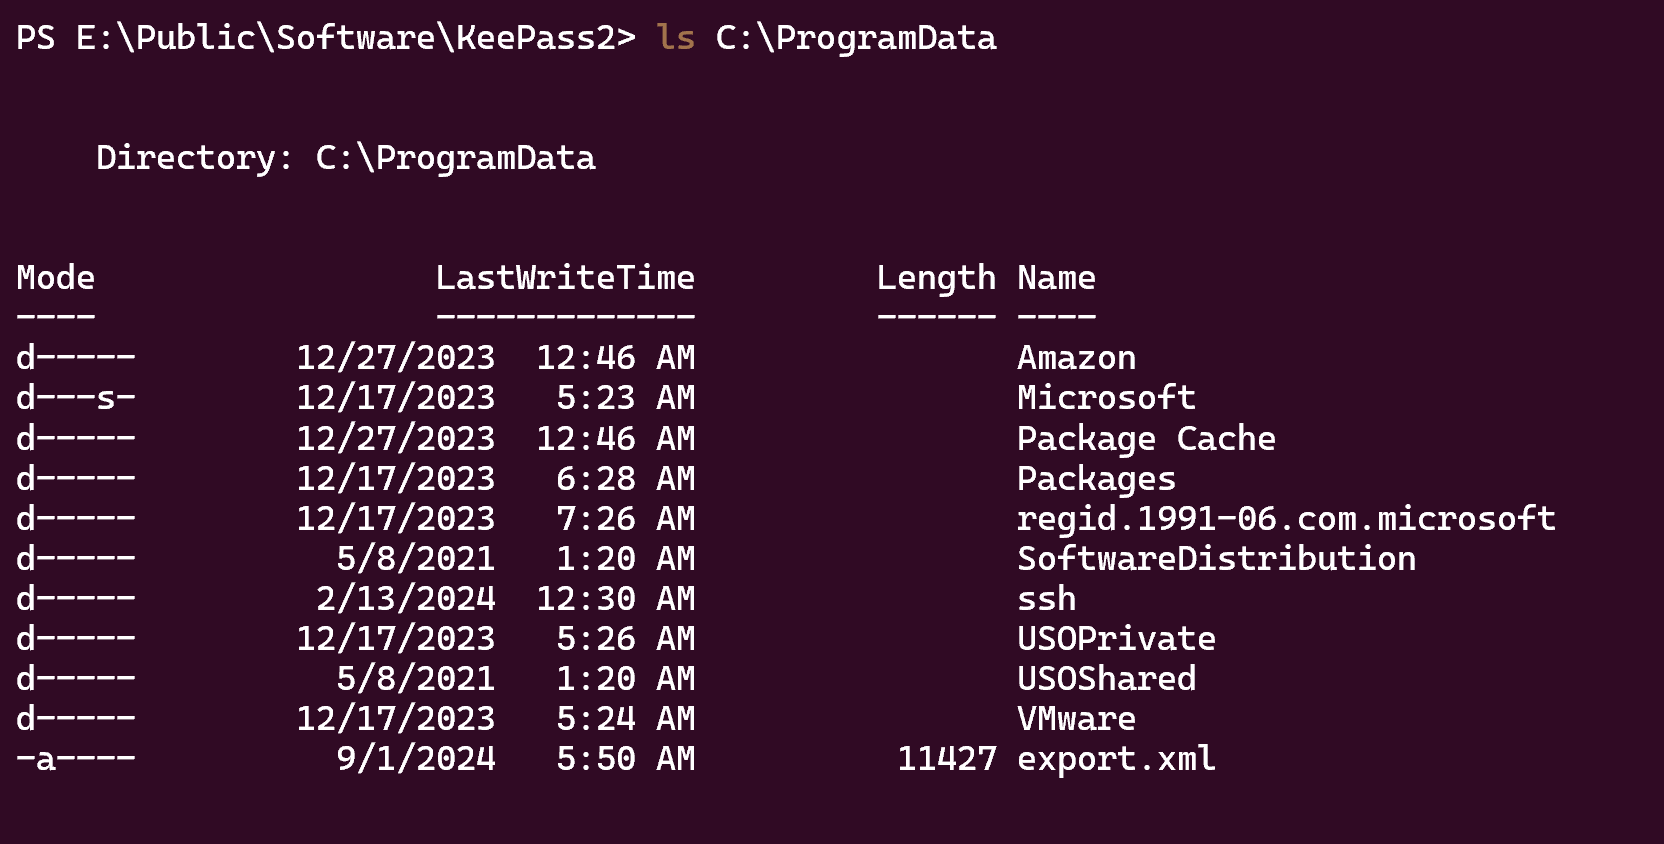 PS E:\Public\Software\KeePass2> ls C:\ProgramData
Directory: C:\ProgramData
Mode                 LastWriteTime         Length Name
----                 -------------         ------ ----
d-----        12/27/2023  12:46 AM                Amazon
d---s-        12/17/2023   5:23 AM                Microsoft
d-----        12/27/2023  12:46 AM                Package Cache
d-----        12/17/2023   6:28 AM                Packages
d-----        12/17/2023   7:26 AM                regid.1991-06.com.microsoft
d-----          5/8/2021   1:20 AM                SoftwareDistribution
d-----         2/13/2024  12:30 AM                ssh
d-----        12/17/2023   5:26 AM                USOPrivate
d-----          5/8/2021   1:20 AM                USOShared
d-----        12/17/2023   5:24 AM                VMware
-a----          9/1/2024   5:50 AM          11427 export.xml